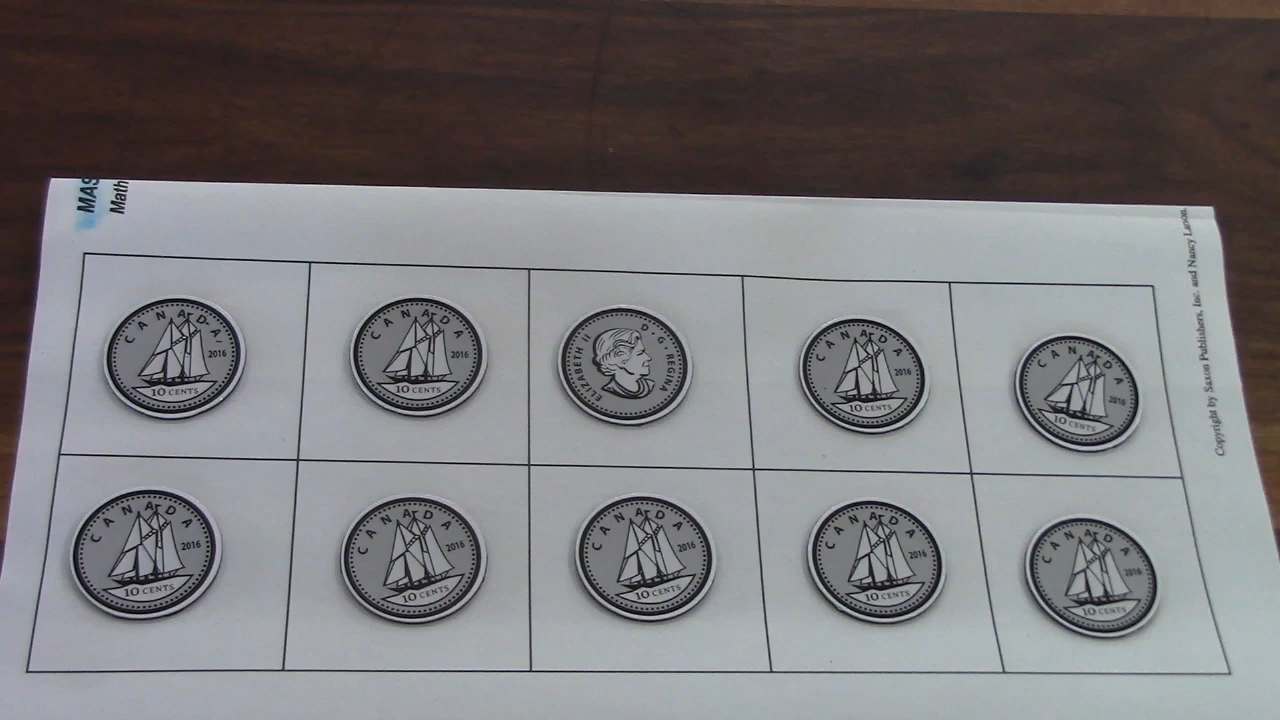 MAS
Math
Copyright by Saxon Publishers, Inc. and Nancy Larson.
CANADA
2016
10 CENTS
CANADA
2016
10 CENTS
ELIZABETH II D·G·REGINA
CANADA
2016
10 CENTS
CANADA
2016
10 CENTS
CANADA
2016
10 CENTS
CANADA
2016
10 CENTS
CANADA
2016
10 CENTS
CANADA
2016
10 CENTS
CANADA
2016
10 CENTS